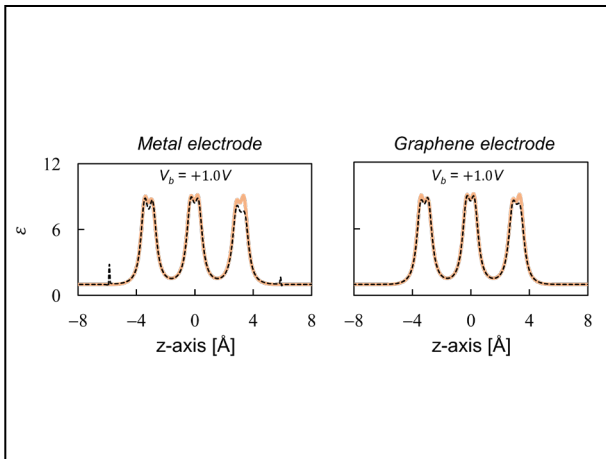 Metal electrode
Graphene electrode
12
6
0
ε
V_b = +1.0V
V_b = +1.0V
−8
−4
0
4
8
−8
−4
0
4
8
z-axis [Å]
z-axis [Å]